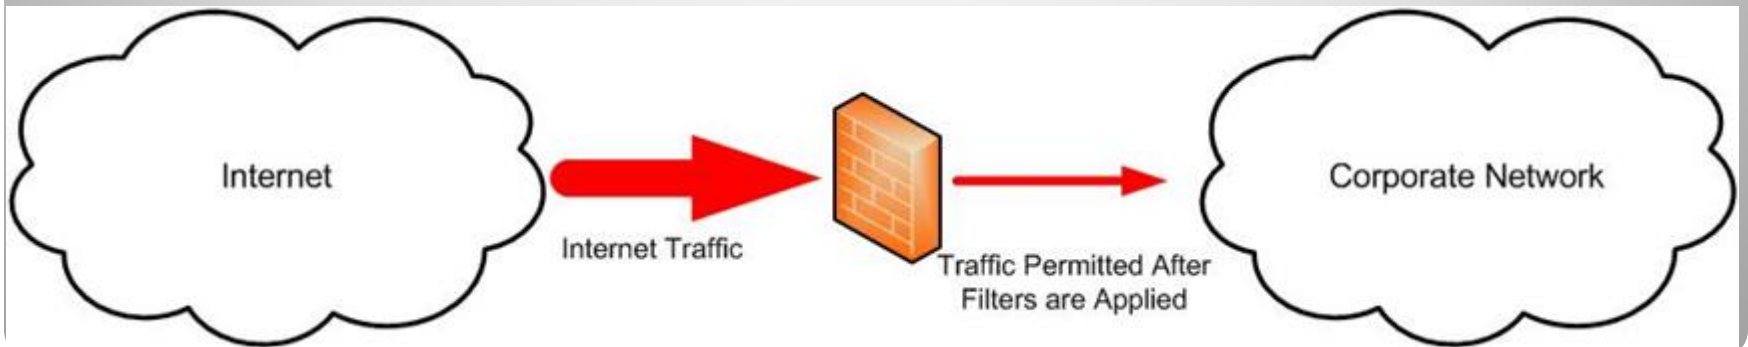 Internet
Internet Traffic
Traffic Permitted After
Filters are Applied
Corporate Network